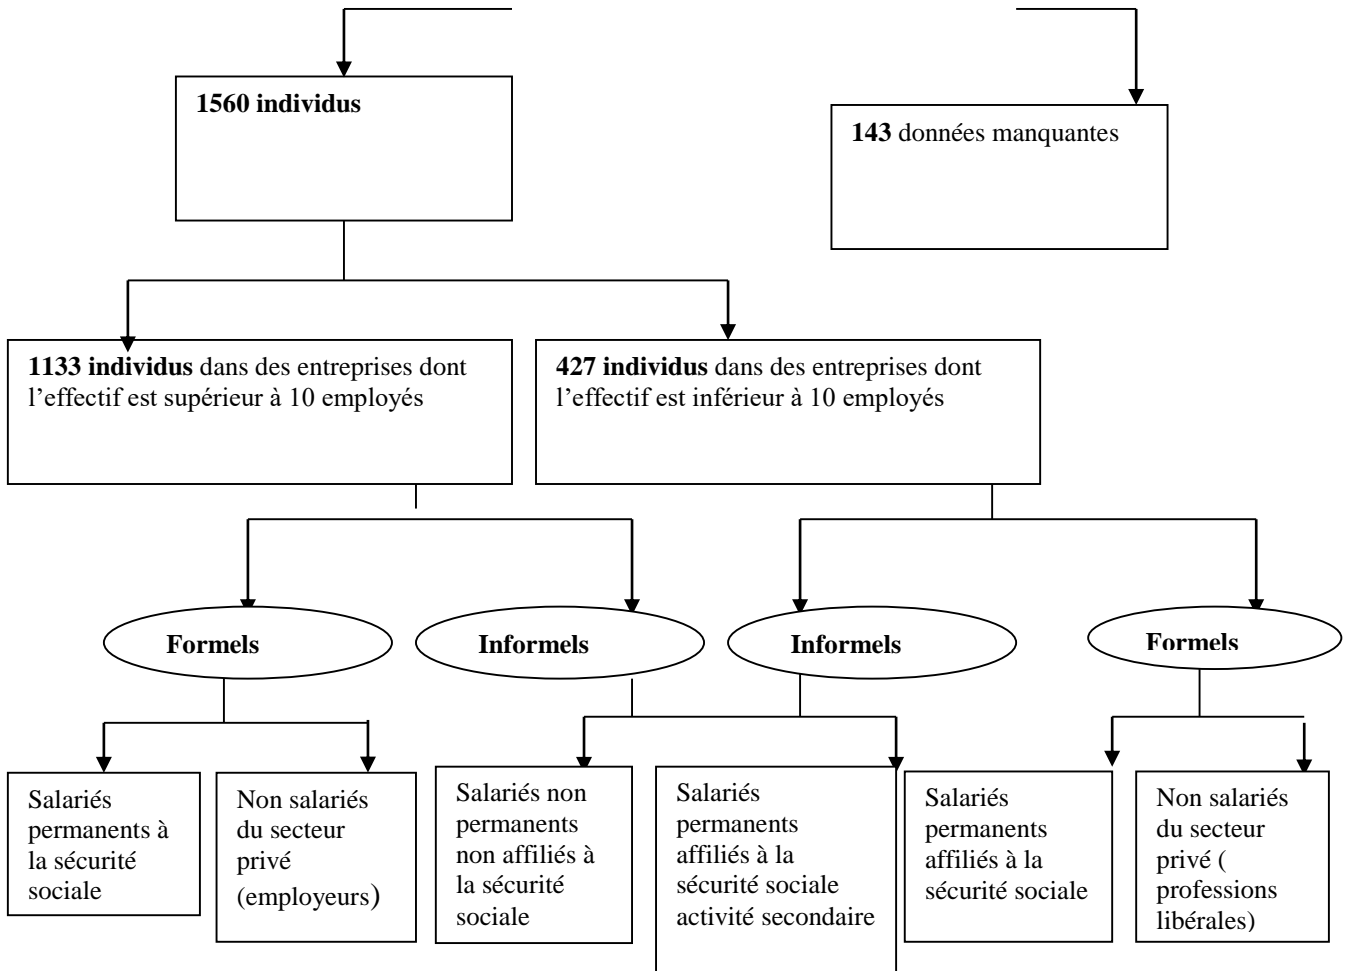 1560 individus
143 données manquantes
1133 individus dans des entreprises dont
l’effectif est supérieur à 10 employés
427 individus dans des entreprises dont
l’effectif est inférieur à 10 employés
Formels
Informels
Informels
Formels
Salariés
permanents à
la sécurité
sociale
Non salariés
du secteur
privé
(employeurs)
Salariés non
permanents
non affiliés à
la sécurité
sociale
Salariés
permanents
affiliés à la
sécurité sociale
activité secondaire
Salariés
permanents
affiliés à la
sécurité sociale
Non salariés
du secteur
privé (
professions
libérales)